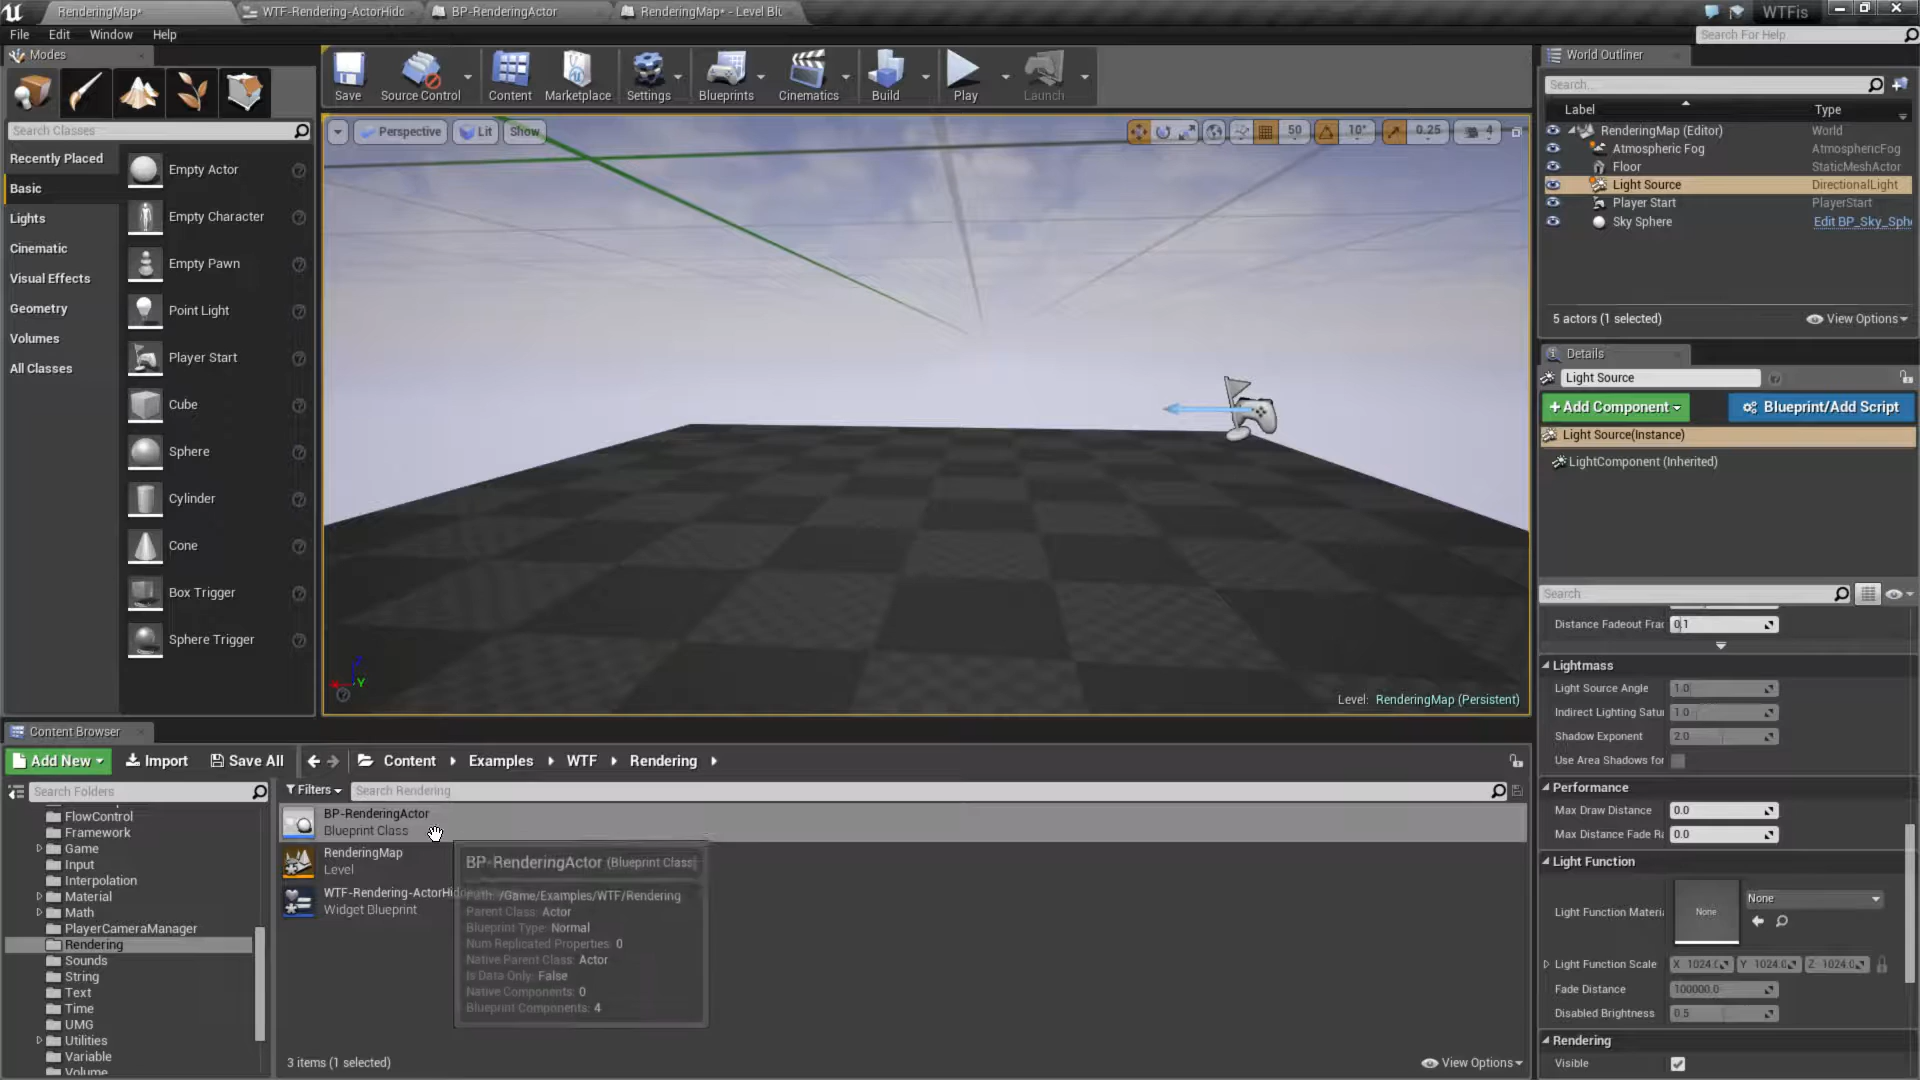 RenderingMap*
WTF-Rendering-ActorHidd
BP-RenderingActor
RenderingMap* - Level Blu
WTFis
File
Edit
Window
Help
Search For Help
Modes
Save
Source Control
Content
Marketplace
Settings
Blueprints
Cinematics
Build
Play
Launch
Search Classes
Recently Placed
Basic
Lights
Cinematic
Visual Effects
Geometry
Volumes
All Classes
Empty Actor
Empty Character
Empty Pawn
Point Light
Player Start
Cube
Sphere
Cylinder
Cone
Box Trigger
Sphere Trigger
Perspective
Lit
Show
50
10°
0.25
4
Y
Level: RenderingMap (Persistent)
World Outliner
Search...
Label
Type
RenderingMap (Editor)
World
Atmospheric Fog
AtmosphericFog
Floor
StaticMeshActor
Light Source
DirectionalLight
Player Start
PlayerStart
Sky Sphere
Edit BP_Sky_Sph
5 actors (1 selected)
View Options
Details
Light Source
+Add Component
Blueprint/Add Script
Light Source(Instance)
LightComponent (Inherited)
Search
Distance Fadeout Frac
0.1
Lightmass
Light Source Angle
1.0
Indirect Lighting Satur
1.0
Shadow Exponent
2.0
Use Area Shadows for
Performance
Max Draw Distance
0.0
Max Distance Fade Ra
0.0
Light Function
Light Function Materia
None
None
Light Function Scale
X 1024.0
Y 1024.0
Z 1024.0
Fade Distance
100000.0
Disabled Brightness
0.5
Rendering
Visible
Content Browser
Add New
Import
Save All
Content
Examples
WTF
Rendering
Search Folders
Filters
Search Rendering
FlowControl
Framework
Game
Input
Interpolation
Material
Math
PlayerCameraManager
Rendering
Sounds
String
Text
Time
UMG
Utilities
Variable
Volume
BP-RenderingActor
Blueprint Class
RenderingMap
Level
WTF-Rendering-ActorHid
Widget Blueprint
BP-RenderingActor (Blueprint Class
Path: /Game/Examples/WTF/Rendering
Parent Class: Actor
Blueprint Type: Normal
Num Replicated Properties: 0
Native Parent Class: Actor
Is Data Only: False
Native Components: 0
Blueprint Components: 4
3 items (1 selected)
View Options